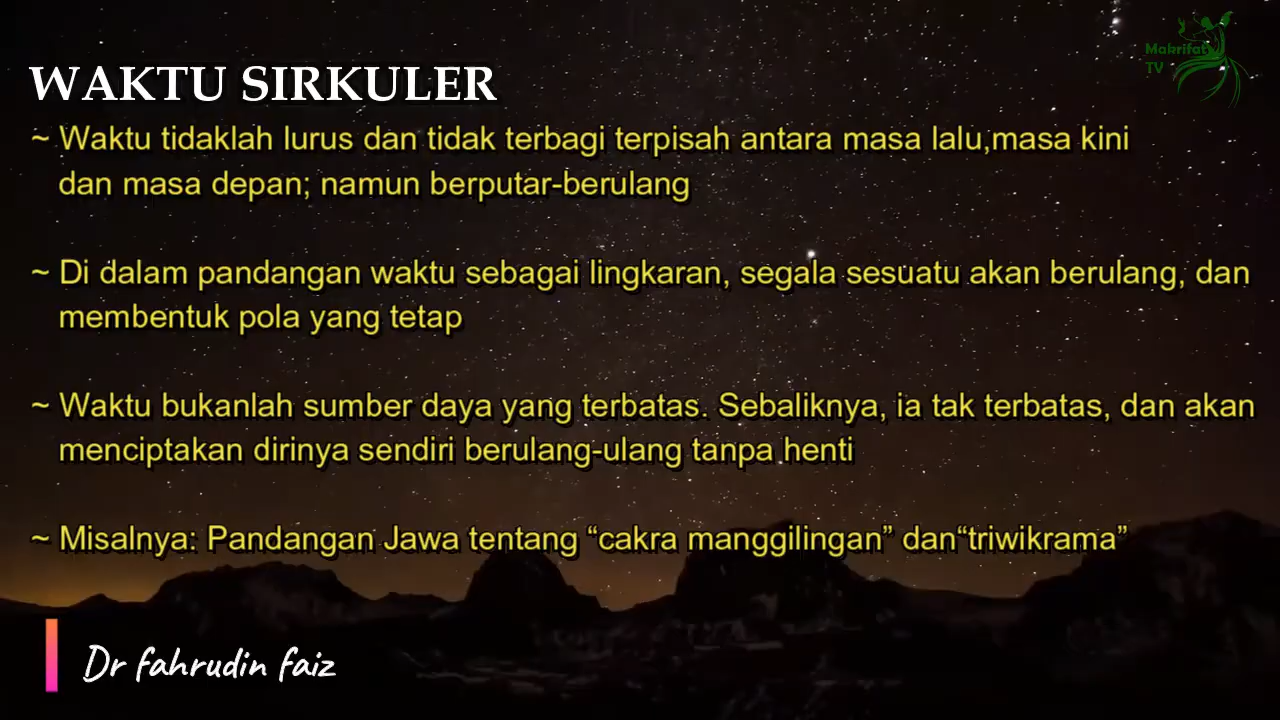 Makrifat
TV
WAKTU SIRKULER
~ Waktu tidaklah lurus dan tidak terbagi terpisah antara masa lalu,masa kini
dan masa depan; namun berputar-berulang
~ Di dalam pandangan waktu sebagai lingkaran, segala sesuatu akan berulang, dan
membentuk pola yang tetap
~ Waktu bukanlah sumber daya yang terbatas. Sebaliknya, ia tak terbatas, dan akan
menciptakan dirinya sendiri berulang-ulang tanpa henti
~ Misalnya: Pandangan Jawa tentang “cakra manggilingan” dan“triwikrama”
Dr fahrudin faiz